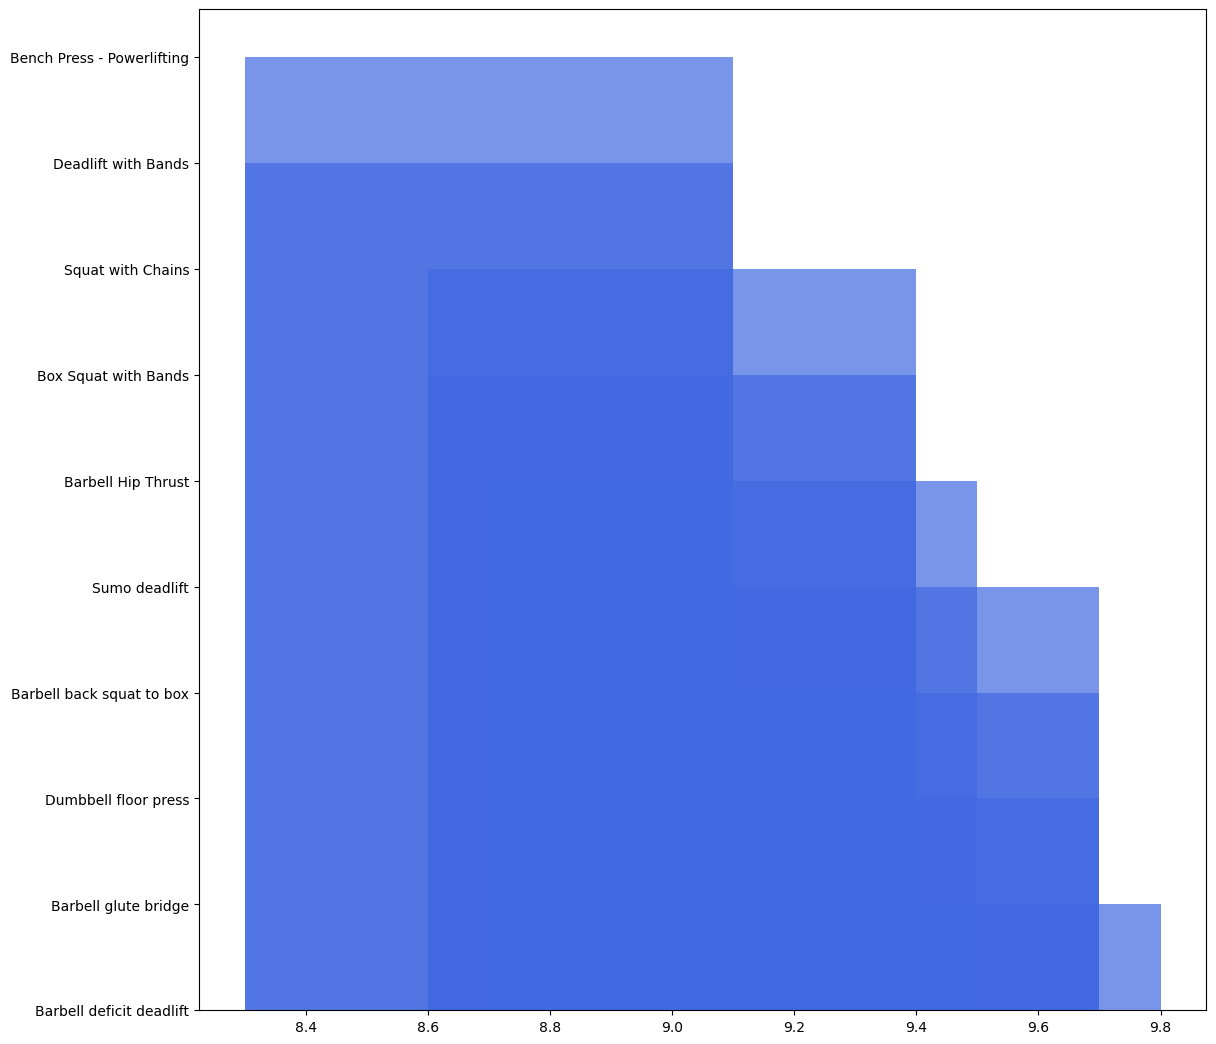 Bench Press - Powerlifting
Deadlift with Bands
Squat with Chains
Box Squat with Bands
Barbell Hip Thrust
Sumo deadlift
Barbell back squat to box
Dumbbell floor press
Barbell glute bridge
Barbell deficit deadlift
8.4 8.6 8.8 9.0 9.2 9.4 9.6 9.8